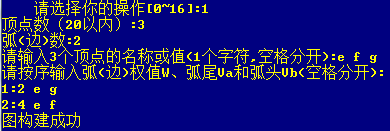 请选择你的操作[0~16]:1
顶点数（20以内）:3
弧(边)数:2
请输入3个顶点的名称或值(1个字符,空格分开):e f g
请按序输入弧(边)权值W、弧尾Va和弧头Vb(空格分开):
1:2 e g
2:4 e f
图构建成功